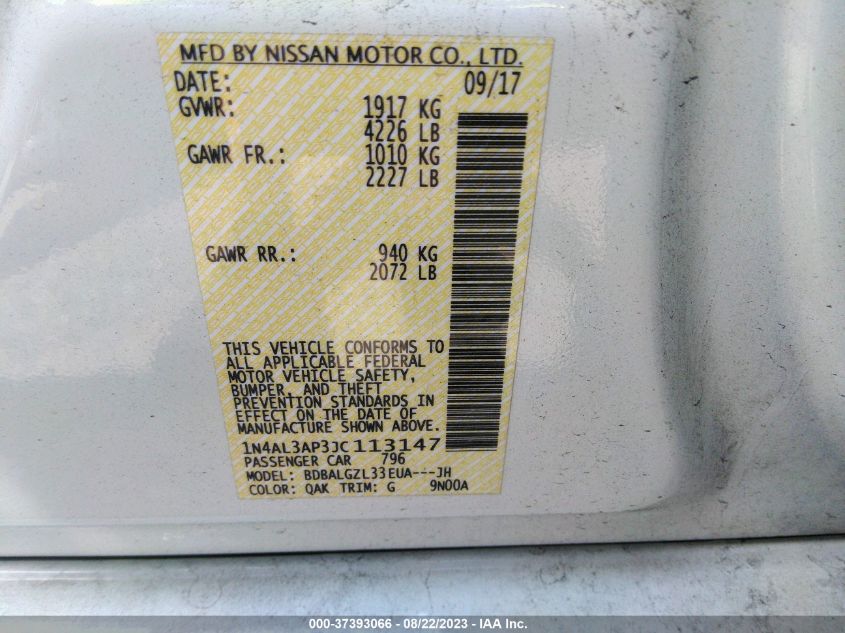 MFD BY NISSAN MOTOR CO., LTD.
DATE: 09/17
GVWR: 1917 KG
4226 LB
GAWR FR.: 1010 KG
2227 LB
GAWR RR.: 940 KG
2072 LB
THIS VEHICLE CONFORMS TO
ALL APPLICABLE FEDERAL
MOTOR VEHICLE SAFETY,
BUMPER, AND THEFT
PREVENTION STANDARDS IN
EFFECT ON THE DATE OF
MANUFACTURE SHOWN ABOVE.
1N4AL3AP3JC113147
PASSENGER CAR 796
MODEL: BDBALGZL33EUA---JH
COLOR: QAK TRIM: G 9N00A
000-37393066 - 08/22/2023 - IAA Inc.